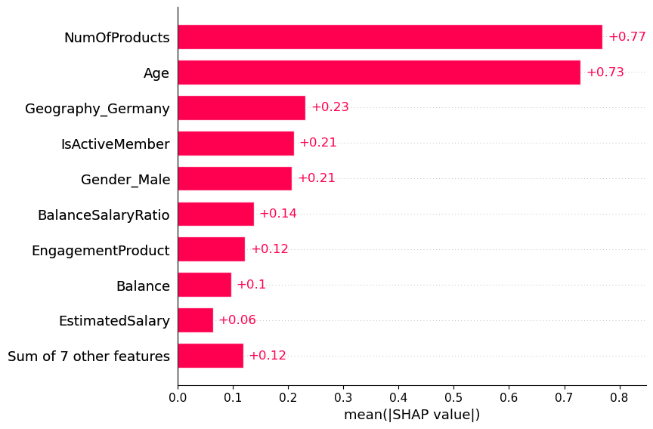 NumOfProducts +0.77
Age +0.73
Geography_Germany +0.23
IsActiveMember +0.21
Gender_Male +0.21
BalanceSalaryRatio +0.14
EngagementProduct +0.12
Balance +0.1
EstimatedSalary +0.06
Sum of 7 other features +0.12
0.0 0.1 0.2 0.3 0.4 0.5 0.6 0.7 0.8
mean(|SHAP value|)